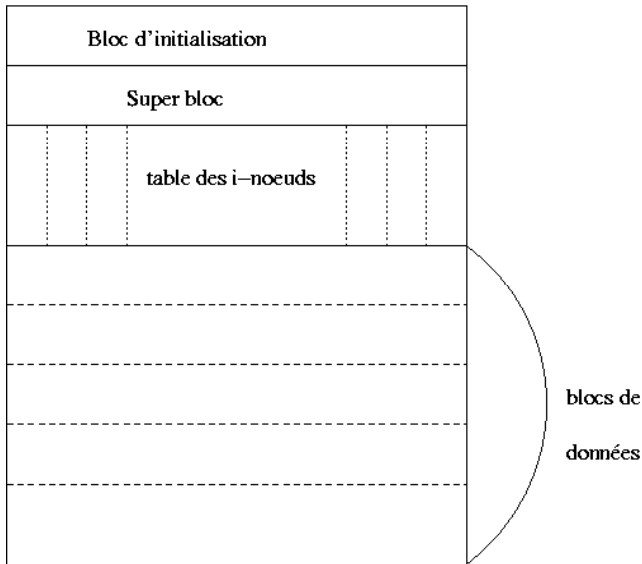 Bloc d'initialisation
Super bloc
table des i-noeuds
blocs de
données